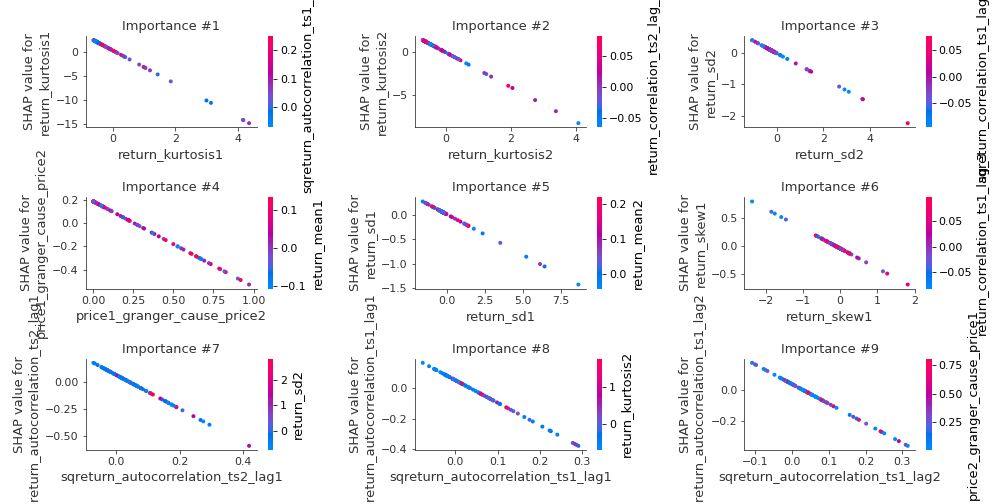 Importance #1
SHAP value for
return_kurtosis1
0
−5
−10
−15
0
2
4
return_kurtosis1
0.2
0.1
0.0
sqreturn_autocorrelation_ts1_
Importance #2
SHAP value for
return_kurtosis2
0
−5
0
2
4
return_kurtosis2
0.05
0.00
−0.05
return_correlation_ts2_lag_
Importance #3
SHAP value for
return_sd2
0
−1
−2
0
2
4
return_sd2
0.05
0.00
−0.05
return_correlation_ts1_lag_
Importance #4
SHAP value for
price1_granger_cause_price2
0.2
0.0
−0.2
−0.4
0.00
0.25
0.50
0.75
1.00
price1_granger_cause_price2
0.1
0.0
−0.1
return_mean1
Importance #5
SHAP value for
return_sd1
0.0
−0.5
−1.0
−1.5
0.0
2.5
5.0
7.5
return_sd1
0.2
0.1
0.0
return_mean2
Importance #6
SHAP value for
return_skew1
0.5
0.0
−0.5
−2
−1
0
1
2
return_skew1
0.05
0.00
−0.05
return_correlation_ts1_lag_
Importance #7
SHAP value for
return_autocorrelation_ts2_lag1
0.00
−0.25
−0.50
0.0
0.2
0.4
sqreturn_autocorrelation_ts2_lag1
2
1
0
return_sd2
Importance #8
SHAP value for
return_autocorrelation_ts1_lag1
0.0
−0.2
−0.4
0.0
0.1
0.2
0.3
sqreturn_autocorrelation_ts1_lag1
1
0
return_kurtosis2
Importance #9
SHAP value for
return_autocorrelation_ts1_lag2
0.0
−0.2
−0.1
0.0
0.1
0.2
0.3
sqreturn_autocorrelation_ts1_lag2
0.75
0.50
0.25
price2_granger_cause_price1